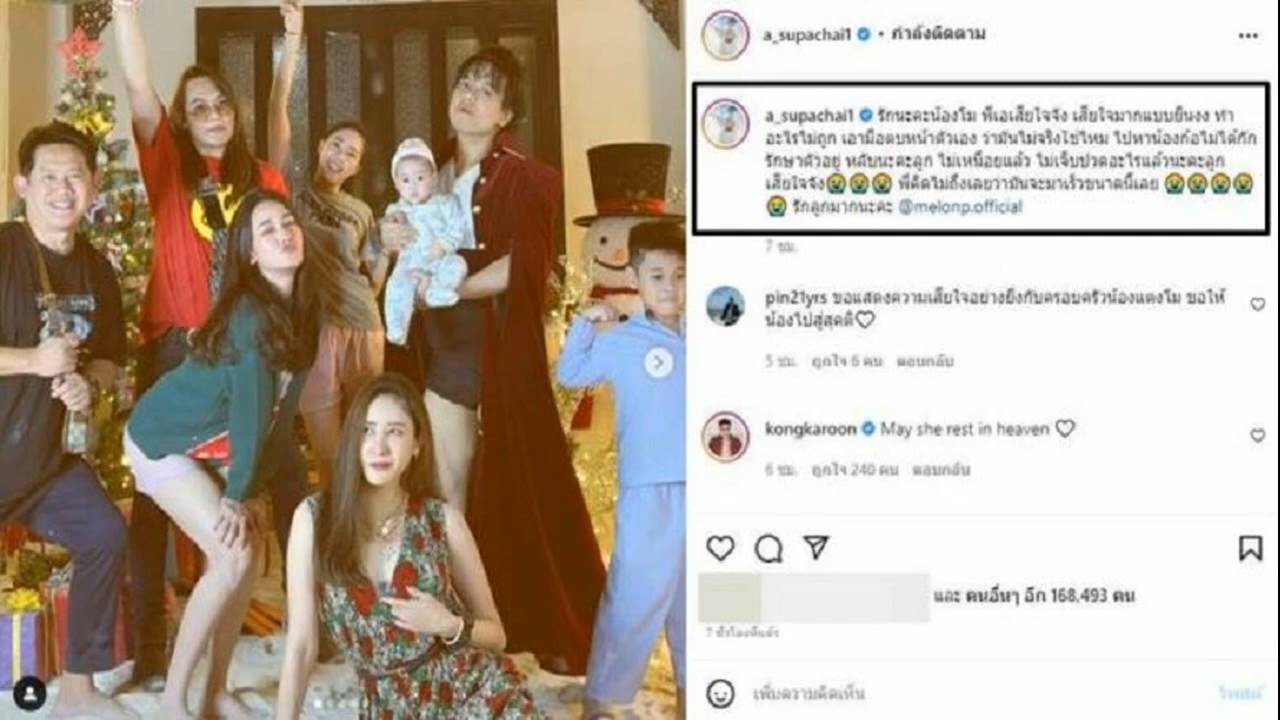 a_supachai1 • กำลังติดตาม
a_supachai1 รักนะคะน้องโม พี่เอเสียใจจัง เสียใจมากแบบยืนงง ทำ
อะไรไม่ถูก เอามือตบหน้าตัวเอง ว่ามันไม่จริงใช่ไหม ไปหาน้องก่อไม่ได้กัก
รักษาตัวอยู่ หลับนะคะลูก ไม่เหนื่อยแล้ว ไม่เจ็บปวดอะไรแล้วนะคะลูก
เสียใจจัง😭😭😭 พี่คิดไม่ถึงเลยว่ามันจะมาเร็วขนาดนี้เลย 😭😭😭😭
😭 รักลูกมากนะคะ @melonp.official
7 ชม.
pin21yrs ขอแสดงความเสียใจอย่างยิ่งกับครอบครัวน้องแตงโม ขอให้
น้องไปสู่สุคติ♡
5 ชม. ถูกใจ 6 คน ตอบกลับ
kongkaroon May she rest in heaven ♡
6 ชม. ถูกใจ 240 คน ตอบกลับ
และ คนอื่นๆ อีก 168,493 คน
7 ชั่วโมงที่แล้ว
เพิ่มความคิดเห็น
โพสต์